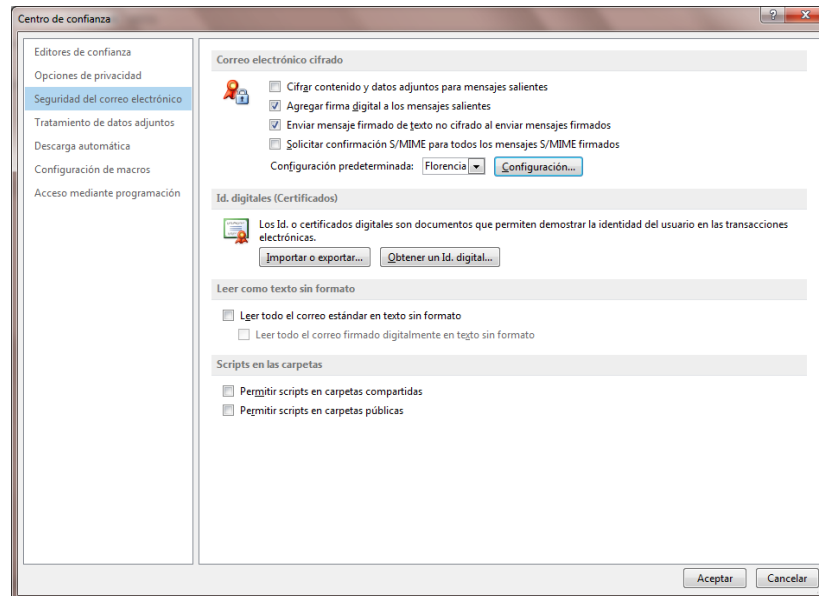 Centro de confianza
Editores de confianza
Opciones de privacidad
Seguridad del correo electrónico
Tratamiento de datos adjuntos
Descarga automática
Configuración de macros
Acceso mediante programación
Correo electrónico cifrado
Cifrar contenido y datos adjuntos para mensajes salientes
Agregar firma digital a los mensajes salientes
Enviar mensaje firmado de texto no cifrado al enviar mensajes firmados
Solicitar confirmación S/MIME para todos los mensajes S/MIME firmados
Configuración predeterminada: Florencia Configuración...
Id. digitales (Certificados)
Los Id. o certificados digitales son documentos que permiten demostrar la identidad del usuario en las transacciones
electrónicas.
Importar o exportar... Obtener un Id. digital...
Leer como texto sin formato
Leer todo el correo estándar en texto sin formato
Leer todo el correo firmado digitalmente en texto sin formato
Scripts en las carpetas
Permitir scripts en carpetas compartidas
Permitir scripts en carpetas públicas
Aceptar Cancelar